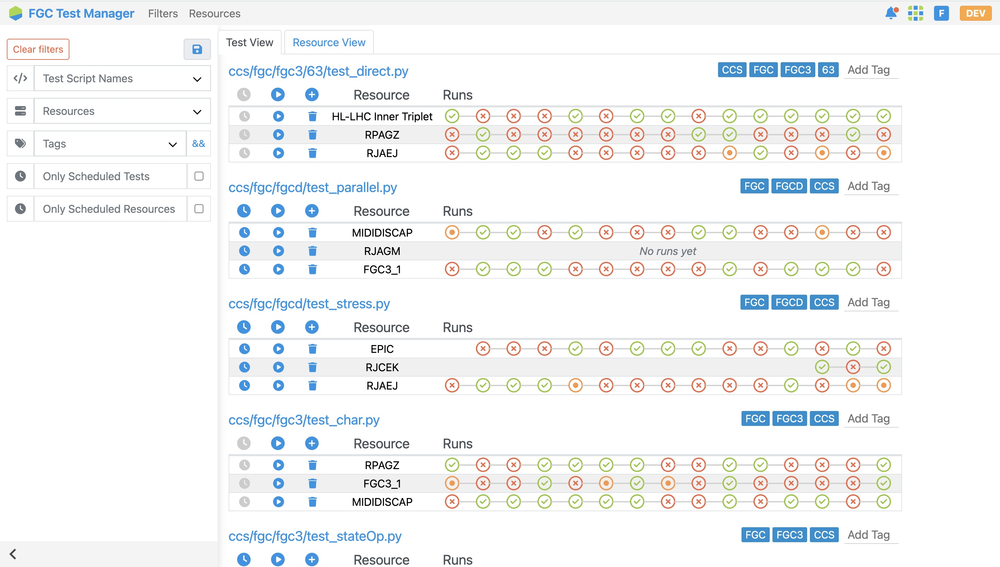 FGC Test Manager Filters Resources F DEV
Clear filters
Test Script Names
Resources
Tags &&
Only Scheduled Tests
Only Scheduled Resources
Test View Resource View
ccs/fgc/fgc3/63/test_direct.py CCS FGC FGC3 63 Add Tag
Resource Runs
HL-LHC Inner Triplet
RPAGZ
RJAEJ
ccs/fgc/fgcd/test_parallel.py FGC FGCD CCS Add Tag
Resource Runs
MIDIDISCAP
RJAGM No runs yet
FGC3_1
ccs/fgc/fgcd/test_stress.py FGC FGCD CCS Add Tag
Resource Runs
EPIC
RJCEK
RJAEJ
ccs/fgc/fgc3/test_char.py FGC FGC3 CCS Add Tag
Resource Runs
RPAGZ
FGC3_1
MIDIDISCAP
ccs/fgc/fgc3/test_stateOp.py FGC FGC3 CCS Add Tag
Resource Runs